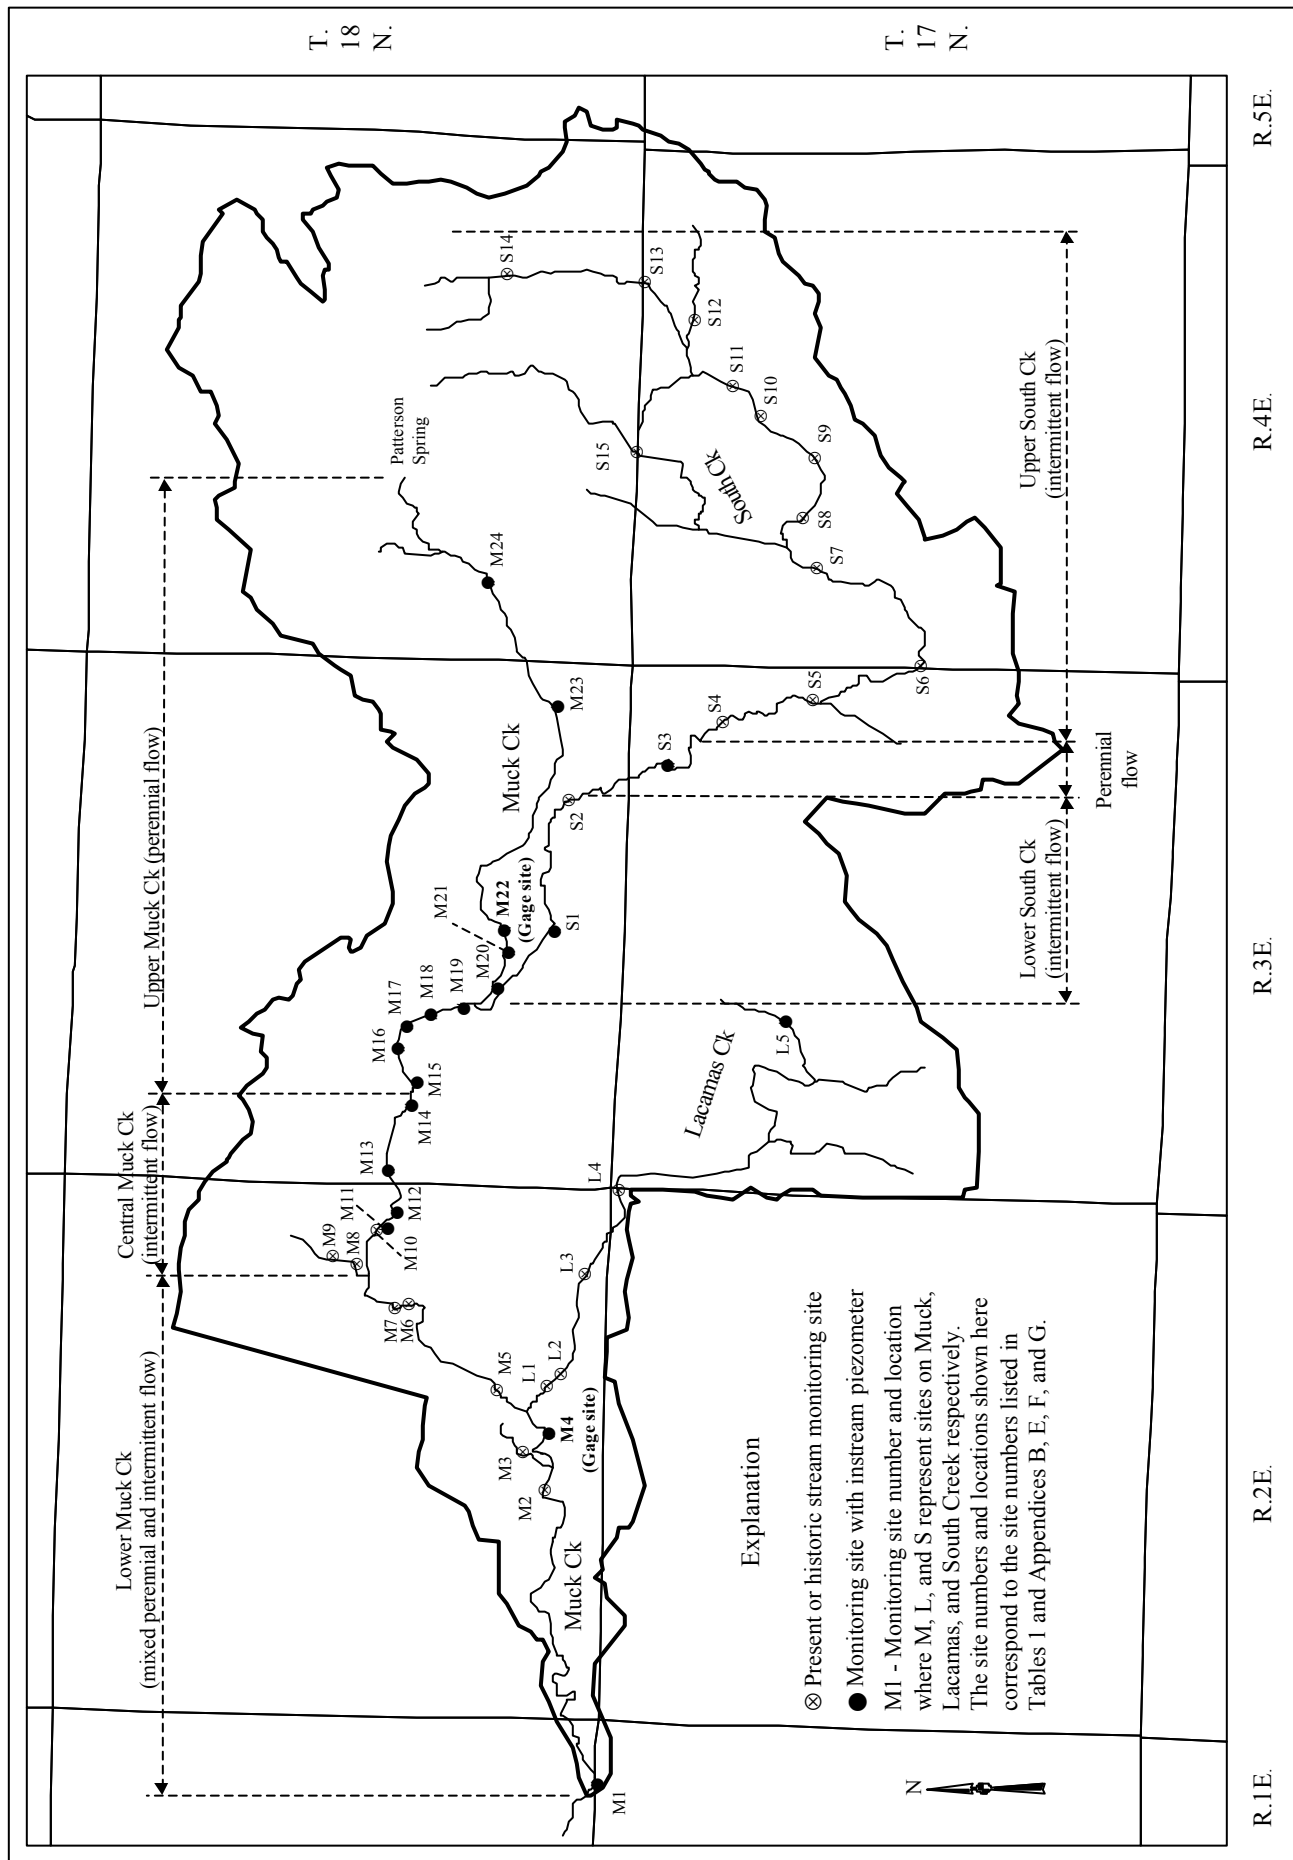 Lower Muck Ck
(mixed perennial and intermittent flow)
Central Muck Ck
(intermittent flow)
Upper Muck Ck (perenial flow)
T.
18
N.
T.
17
N.
Patterson
Spring
M24
M23
Muck Ck
M22
(Gage site)
M21
M20
M19
M18
M17
M16
M15
M14
M13
M12
M11
M10
M9
M8
M7
M6
M5
M4
(Gage site)
M3
M2
M1
Muck Ck
L1
L2
L3
L4
L5
Lacamas Ck
S1
S2
S3
S4
S5
S6
S7
S8
S9
S10
S11
S12
S13
S14
S15
South Ck
Lower South Ck
(intermittent flow)
Perennial
flow
Upper South Ck
(intermittent flow)
Explanation
⊗ Present or historic stream monitoring site
● Monitoring site with instream piezometer
M1 - Monitoring site number and location
where M, L, and S represent sites on Muck,
Lacamas, and South Creek respectively.
The site numbers and locations shown here
correspond to the site numbers listed in
Tables 1 and Appendices B, E, F, and G.
N
R.1E.
R.2E.
R.3E.
R.4E.
R.5E.